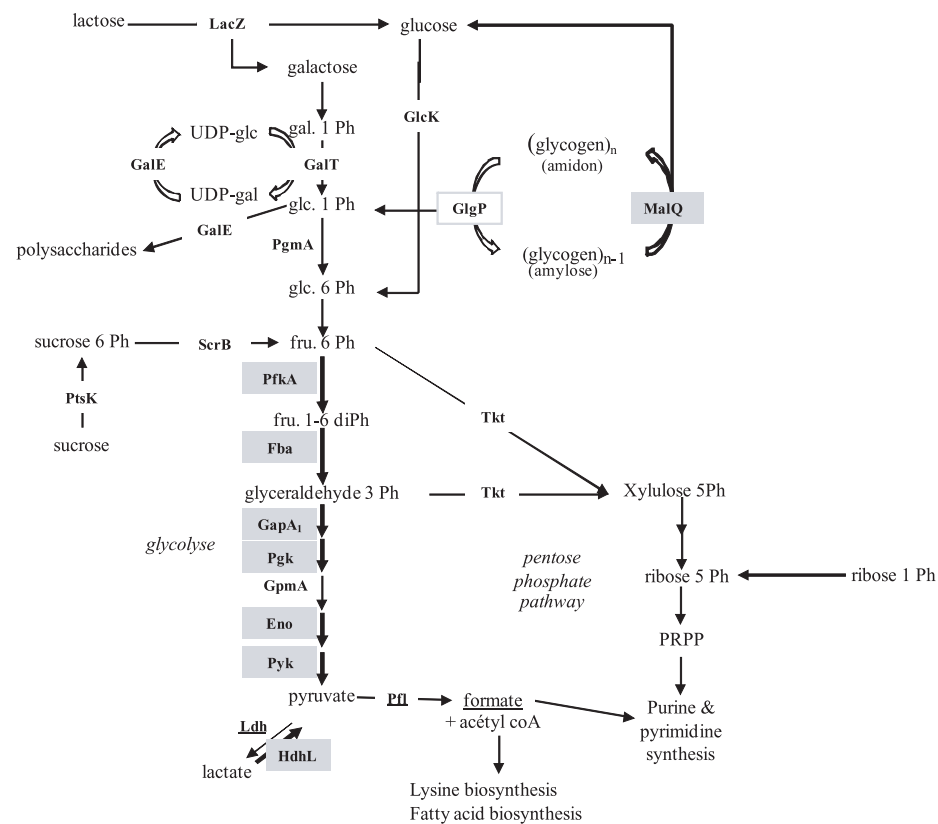 lactose LacZ glucose
galactose
GlcK
gal. 1 Ph
UDP-glc
GalE GalT
UDP-gal
glc. 1 Ph
GalE
polysaccharides
PgmA
(glycogen)n
(amidon)
GlgP MalQ
(glycogen)n-1
(amylose)
glc. 6 Ph
sucrose 6 Ph ScrB fru. 6 Ph
PtsK
sucrose
PfkA
Tkt
fru. 1-6 diPh
Fba
glyceraldehyde 3 Ph Tkt Xylulose 5Ph
GapA1
glycolyse
Pgk
GpmA
Eno
Pyk
pentose
phosphate
pathway
ribose 5 Ph ribose 1 Ph
PRPP
pyruvate Pfl formate
+ acétyl coA
Purine &
pyrimidine
synthesis
Ldh
HdhL
lactate
Lysine biosynthesis
Fatty acid biosynthesis